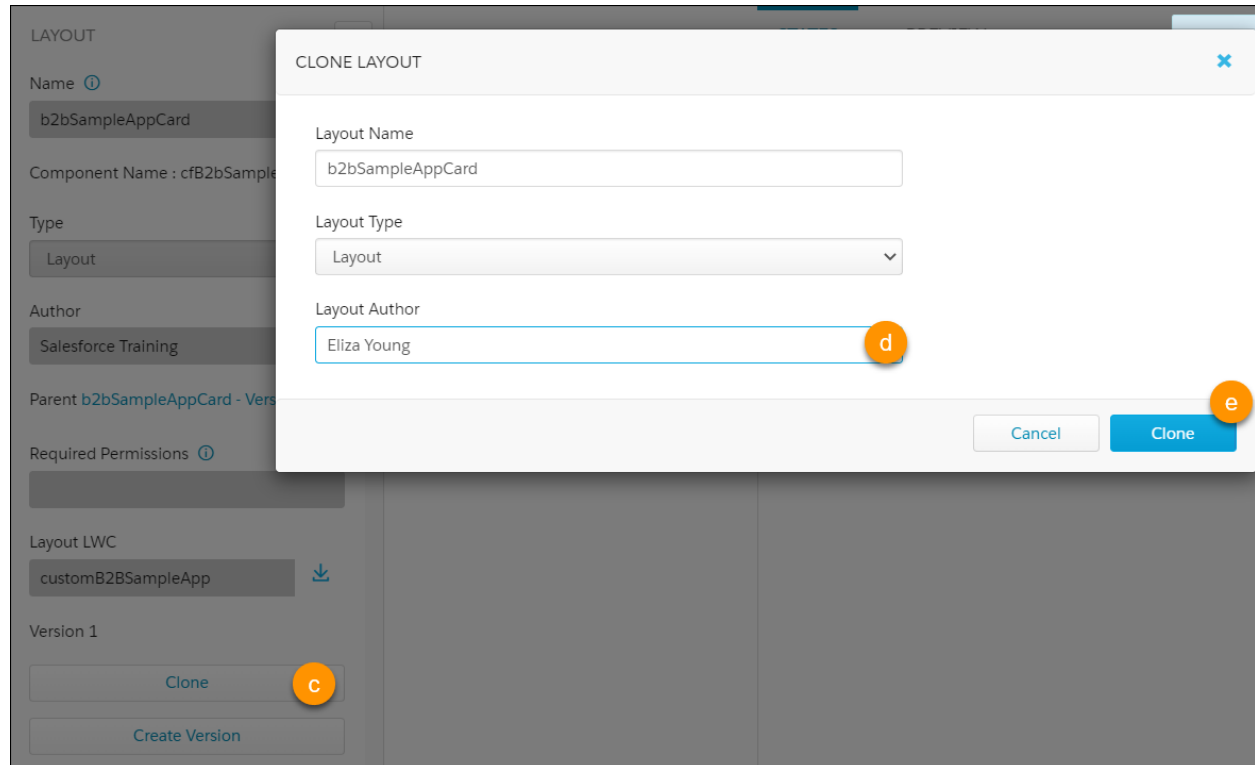 LAYOUT
Name
b2bSampleAppCard
Component Name : cfB2bSample
Type
Layout
Author
Salesforce Training
Parent b2bSampleAppCard - Vers
Required Permissions
Layout LWC
customB2BSampleApp
Version 1
Clone
c
Create Version
CLONE LAYOUT
Layout Name
b2bSampleAppCard
Layout Type
Layout
Layout Author
Eliza Young
d
e
Cancel
Clone